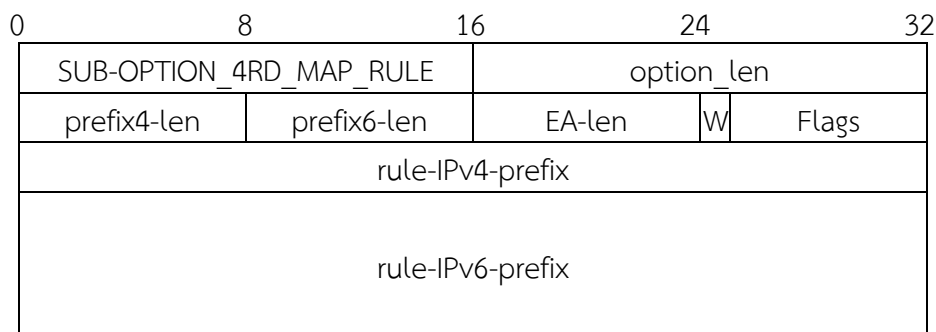 0 8 16 24 32
SUB-OPTION_4RD_MAP_RULE option_len
prefix4-len prefix6-len EA-len W Flags
rule-IPv4-prefix
rule-IPv6-prefix